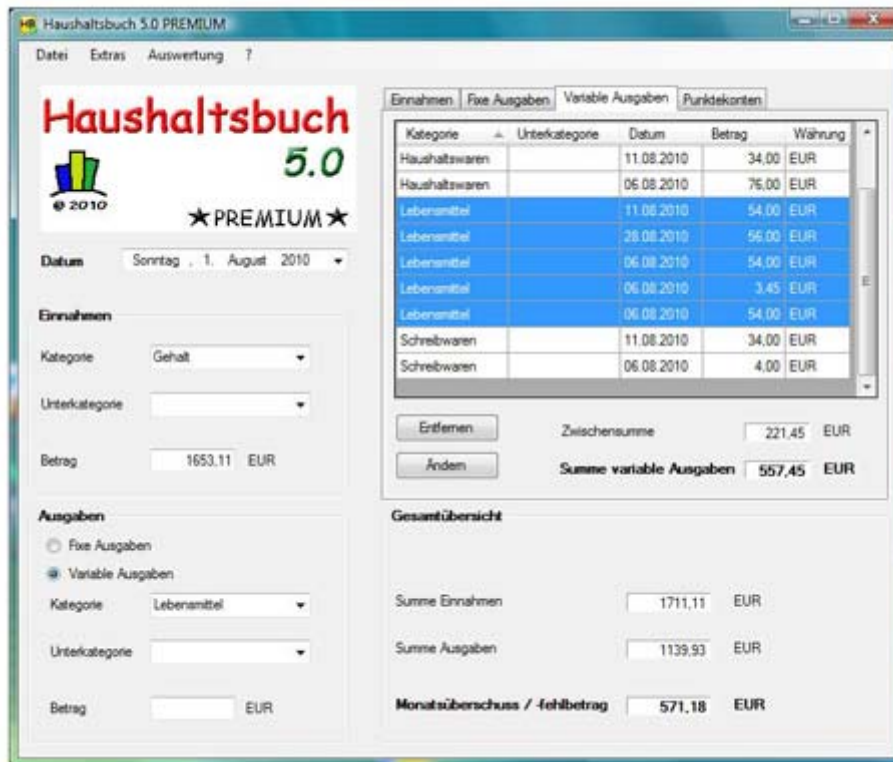 Haushaltsbuch 5.0 PREMIUM
Datei Extras Auswertung ?
Haushaltsbuch
5.0
© 2010
★PREMIUM★
Datum Sonntag , 1. August 2010
Einnahmen
Kategorie Gehalt
Unterkategorie
Betrag 1653,11 EUR
Ausgaben
Fixe Ausgaben
Variable Ausgaben
Kategorie Lebensmittel
Unterkategorie
Betrag EUR
Einnahmen Fixe Ausgaben Variable Ausgaben Punktekonten
Kategorie Unterkategorie Datum Betrag Währung
Haushaltswaren 11.08.2010 34,00 EUR
Haushaltswaren 06.08.2010 76,00 EUR
Lebensmittel 11.08.2010 54,00 EUR
Lebensmittel 28.08.2010 56,00 EUR
Lebensmittel 06.08.2010 54,00 EUR
Lebensmittel 06.08.2010 3,45 EUR
Lebensmittel 06.08.2010 54,00 EUR
Schreibwaren 11.08.2010 34,00 EUR
Schreibwaren 06.08.2010 4,00 EUR
Entfernen Zwischensumme 221,45 EUR
Ändern Summe variable Ausgaben 557,45 EUR
Gesamtübersicht
Summe Einnahmen 1711,11 EUR
Summe Ausgaben 1139,93 EUR
Monatsüberschuss / -fehlbetrag 571,18 EUR